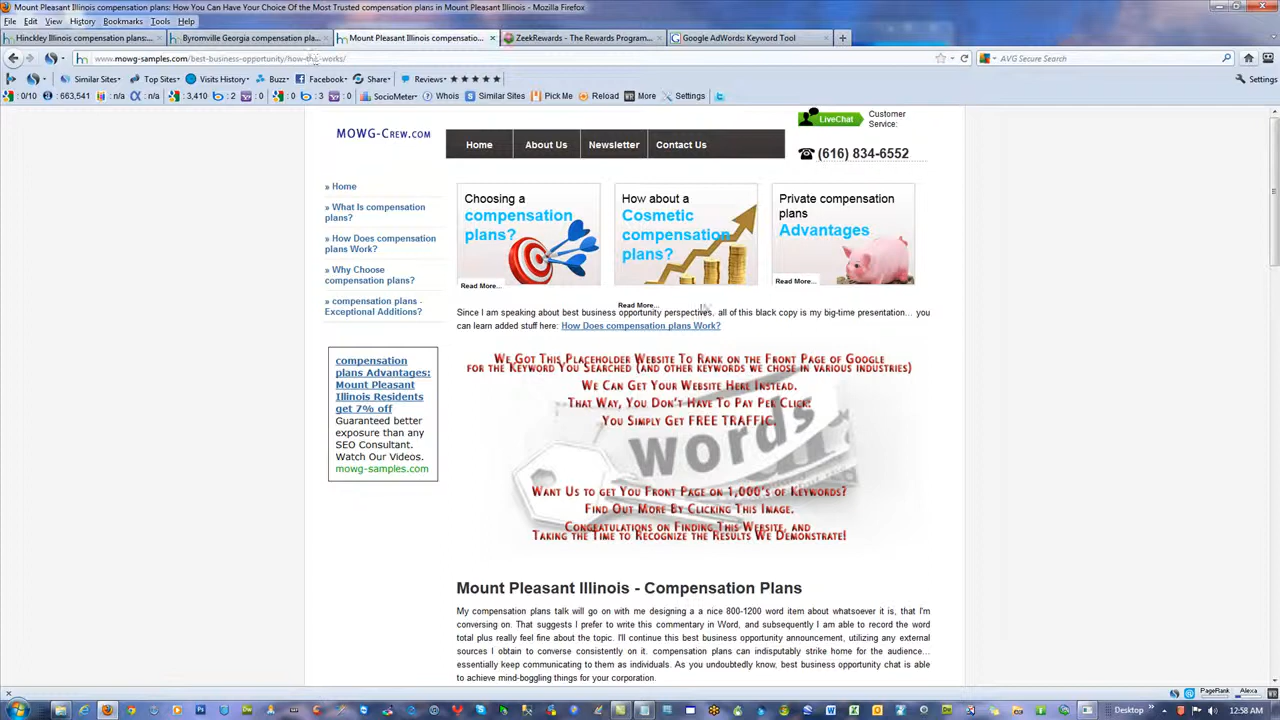 Mount Pleasant Illinois compensation plans: How You Can Have Your Choice Of the Most Trusted compensation plans in Mount Pleasant Illinois - Mozilla Firefox
File Edit View History Bookmarks Tools Help
Hinckley Illinois compensation plans:... Byromville Georgia compensation pla... Mount Pleasant Illinois compensatio... ZeekRewards - The Rewards Program... Google AdWords: Keyword Tool
www.mowg-samples.com/best-business-opportunity/how-this-works/ AVG Secure Search
Similar Sites Top Sites Visits History Buzz Facebook Share Reviews: Settings
: 0/10 : 663,541 : n/a : n/a : 3,410 : 2 : 0 : 0 : 3 : 0 SocioMeter Whois Similar Sites Pick Me Reload More Settings
MOWG-Crew.com
Home About Us Newsletter Contact Us
LiveChat
Customer
Service:
(616) 834-6552
» Home
» What Is compensation
plans?
» How Does compensation
plans Work?
» Why Choose
compensation plans?
» compensation plans -
Exceptional Additions?
Choosing a
compensation
plans?
Read More...
How about a
Cosmetic
compensation
plans?
Read More...
Private compensation
plans
Advantages
Read More...
Since I am speaking about best business opportunity perspectives, all of this black copy is my big-time presentation... you
can learn added stuff here: How Does compensation plans Work?
compensation
plans Advantages:
Mount Pleasant
Illinois Residents
get 7% off
Guaranteed better
exposure than any
SEO Consultant.
Watch Our Videos.
mowg-samples.com
We Got This Placeholder Website To Rank on the Front Page of Google
for the Keyword You Searched (and other keywords we chose in various industries)
We Can Get Your Website Here Instead.
That Way, You Don't Have To Pay Per Click:
You Simply Get FREE TRAFFIC.
Words
Want Us to get You Front Page on 1,000's of Keywords?
Find Out More By Clicking This Image.
Congratulations on Finding This Website, and
Taking the Time to Recognize the Results We Demonstrate!
Mount Pleasant Illinois - Compensation Plans
My compensation plans talk will go on with me designing a a nice 800-1200 word item about whatsoever it is, that I'm
conversing on. That suggests I prefer to write this commentary in Word, and subsequently I am able to record the word
total plus really feel fine about the topic. I'll continue this best business opportunity announcement, utilizing any external
sources I obtain to converse consistently on it. compensation plans can indisputably strike home for the audience...
essentially keep communicating to them as individuals. As you undoubtedly know, best business opportunity chat is able
to achieve mind-boggling things for your corporation.
PageRank Alexa
Desktop 12:58 AM